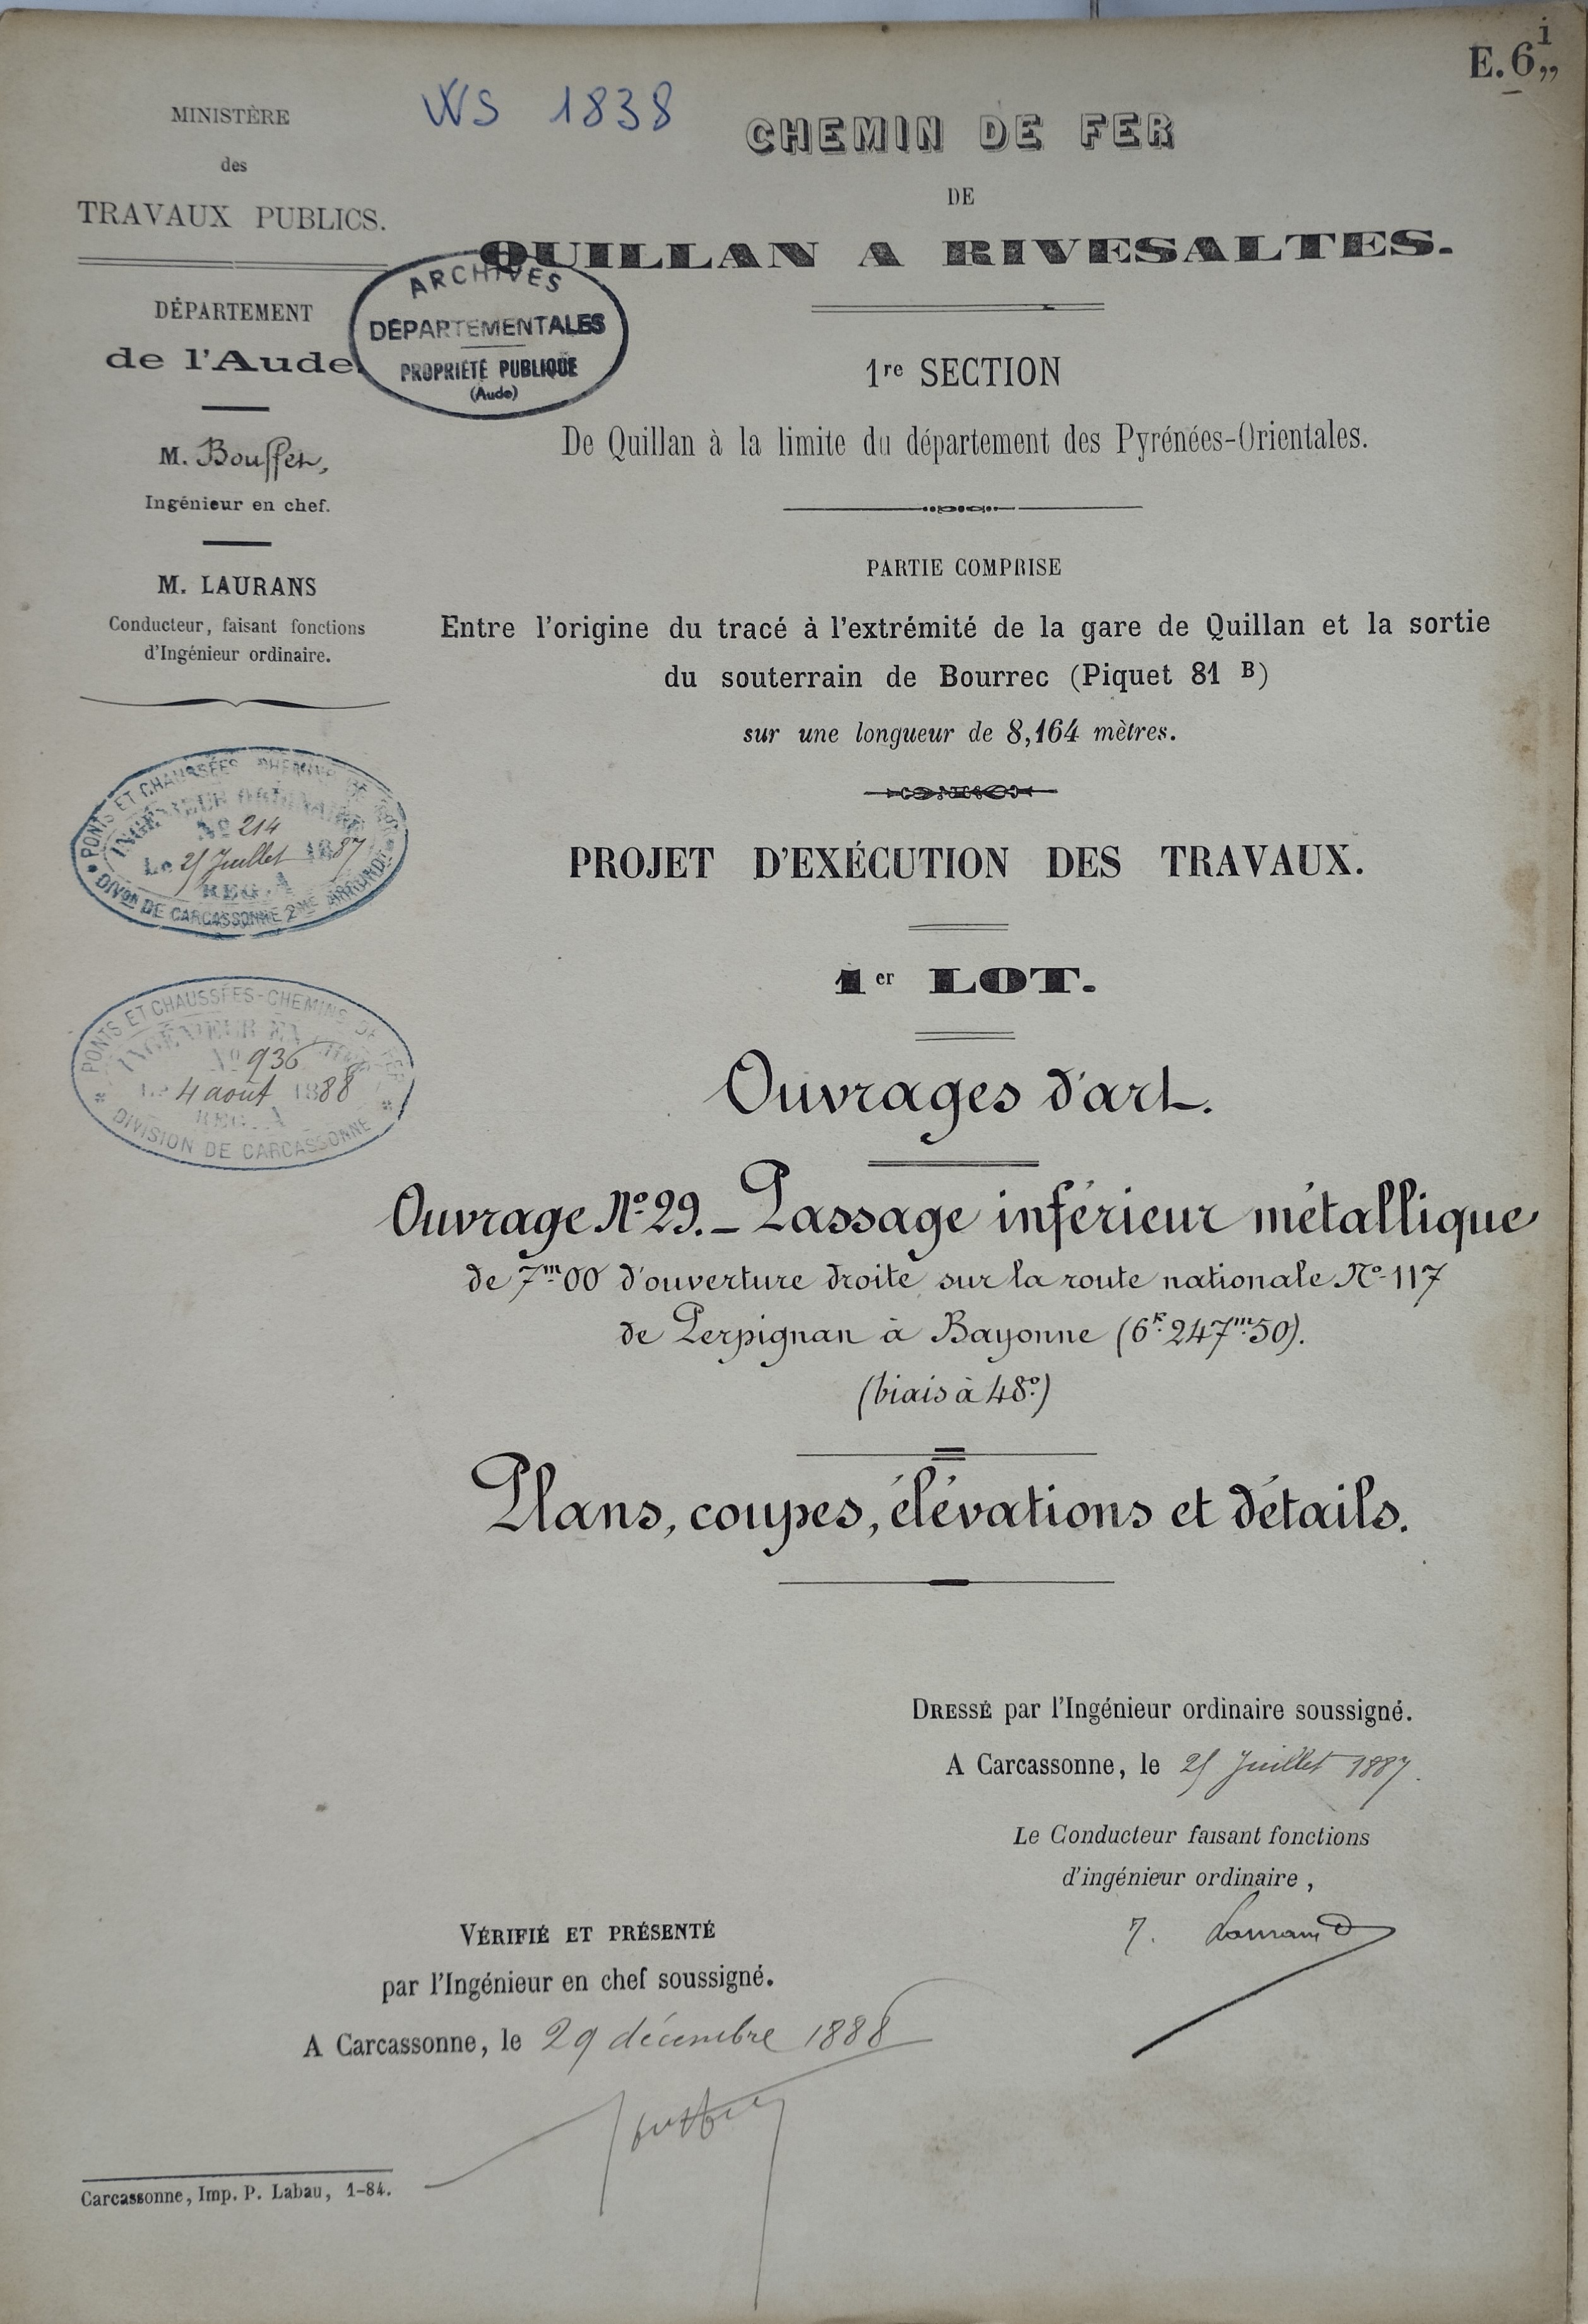 E.6,,i
WS 1838
MINISTÈRE
des
TRAVAUX PUBLICS.
DÉPARTEMENT
de l'Aude.
M. Bouffet,
Ingénieur en chef.
M. LAURANS
Conducteur, faisant fonctions
d'Ingénieur ordinaire.
ARCHIVES
DÉPARTEMENTALES
PROPRIÉTÉ PUBLIQUE
(Aude)
PONTS ET CHAUSSÉES - CHEMINS DE FER
INGÉNIEUR ORDINAIRE
No 214
Le 25 Juillet 1887
REG. A
DIVon DE CARCASSONNE 2ME ARRONDt
PONTS ET CHAUSSÉES-CHEMINS DE FER
INGÉNIEUR EN CHEF
No 936
Le 4 août 1888
REG. A
DIVISION DE CARCASSONNE
CHEMIN DE FER
DE
QUILLAN A RIVESALTES.
1re SECTION
De Quillan à la limite du département des Pyrénées-Orientales.
PARTIE COMPRISE
Entre l'origine du tracé à l'extrémité de la gare de Quillan et la sortie
du souterrain de Bourrec (Piquet 81 B)
sur une longueur de 8,164 mètres.
PROJET D'EXÉCUTION DES TRAVAUX.
1er LOT.
Ouvrages d'art.
Ouvrage No 29. _ Passage inférieur métallique
de 7m00 d'ouverture droite sur la route nationale No 117
de Perpignan à Bayonne (6k.247m.50).
(biais à 48°.)
Plans, coupes, élévations et détails.
DRESSÉ par l'Ingénieur ordinaire soussigné.
A Carcassonne, le 25 Juillet 1887.
Le Conducteur faisant fonctions
d'ingénieur ordinaire,
Laurans
VÉRIFIÉ ET PRÉSENTÉ
par l'Ingénieur en chef soussigné.
A Carcassonne, le 29 décembre 1888
Bouffet
Carcassonne, Imp. P. Labau, 1-84.